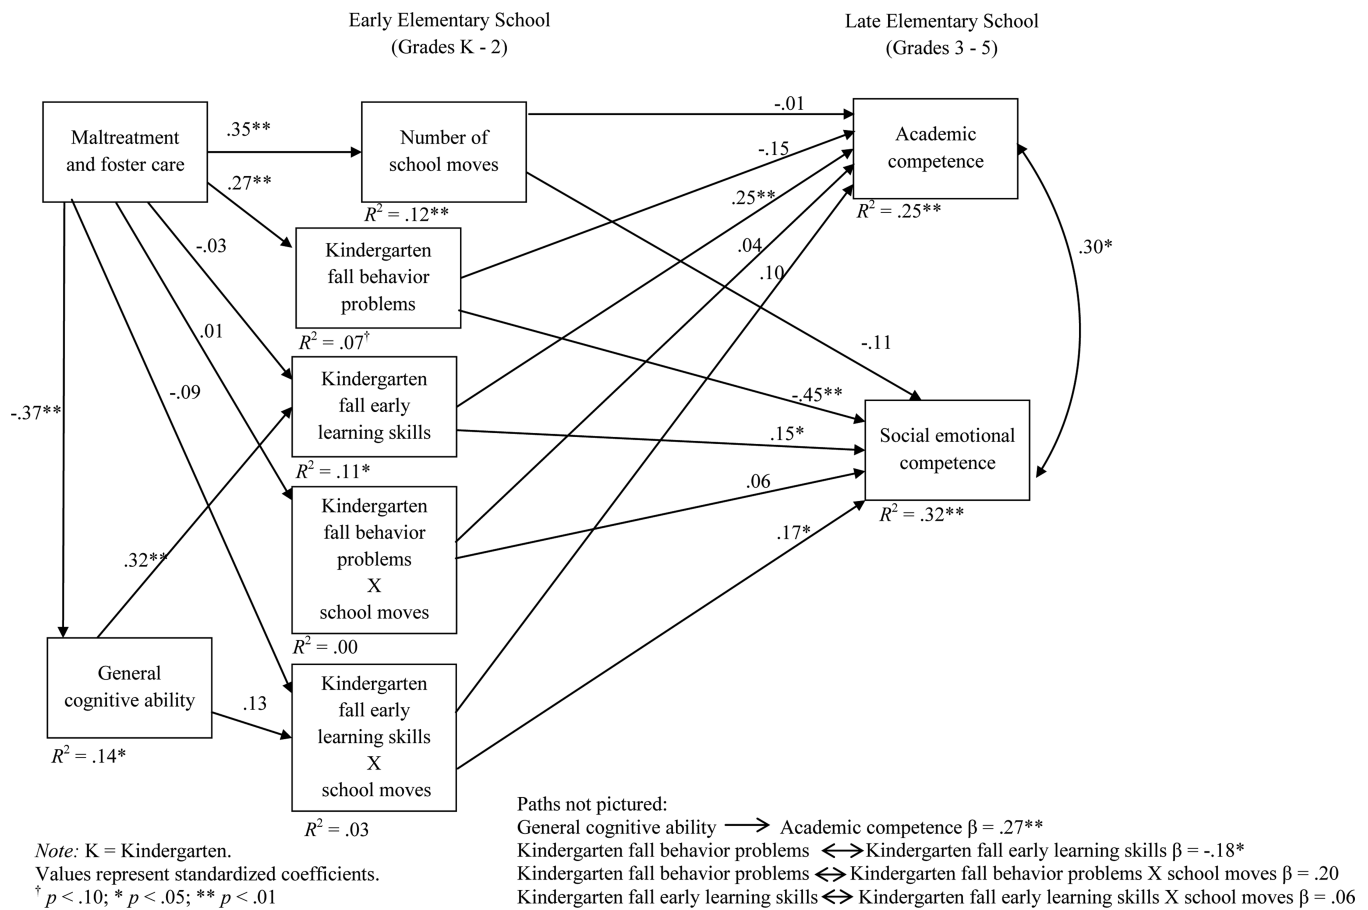 Early Elementary School
(Grades K - 2)
Late Elementary School
(Grades 3 - 5)
Maltreatment
and foster care
.35**
.27**
Number of
school moves
R² = .12**
-.01
-.15
.25**
.04
.10
Academic
competence
R² = .25**
.30*
-.03
.01
-.09
-.37**
Kindergarten
fall behavior
problems
R² = .07†
-.11
-.45**
Kindergarten
fall early
learning skills
R² = .11*
.15*
Social emotional
competence
R² = .32**
.06
.17*
.32**
Kindergarten
fall behavior
problems
X
school moves
R² = .00
General
cognitive ability
R² = .14*
.13
Kindergarten
fall early
learning skills
X
school moves
R² = .03
Note: K = Kindergarten.
Values represent standardized coefficients.
† p < .10; * p < .05; ** p < .01
Paths not pictured:
General cognitive ability → Academic competence β = .27**
Kindergarten fall behavior problems ↔ Kindergarten fall early learning skills β = -.18*
Kindergarten fall behavior problems ↔ Kindergarten fall behavior problems X school moves β = .20
Kindergarten fall early learning skills ↔ Kindergarten fall early learning skills X school moves β = .06